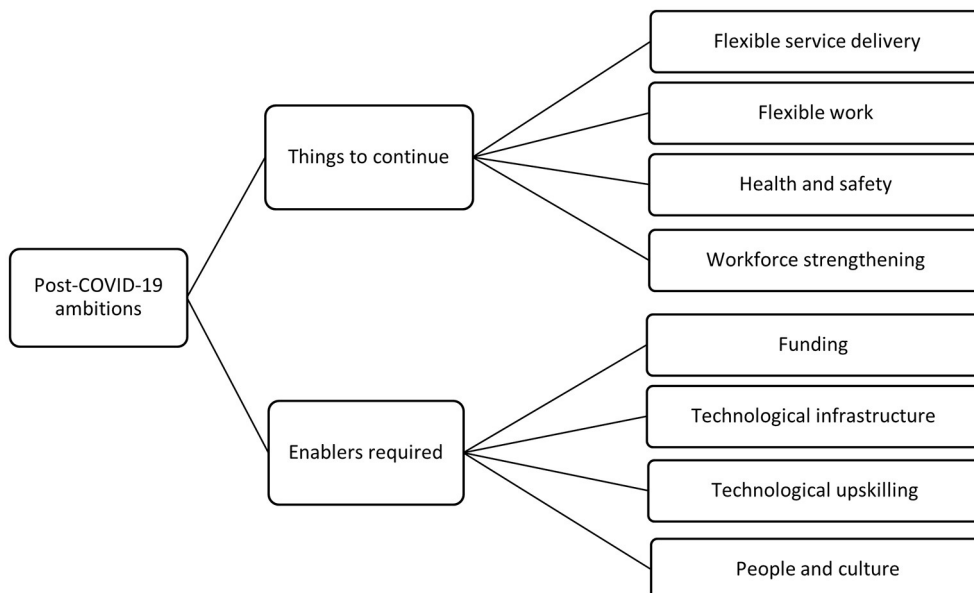 Post-COVID-19
ambitions
Things to continue
Enablers required
Flexible service delivery
Flexible work
Health and safety
Workforce strengthening
Funding
Technological infrastructure
Technological upskilling
People and culture